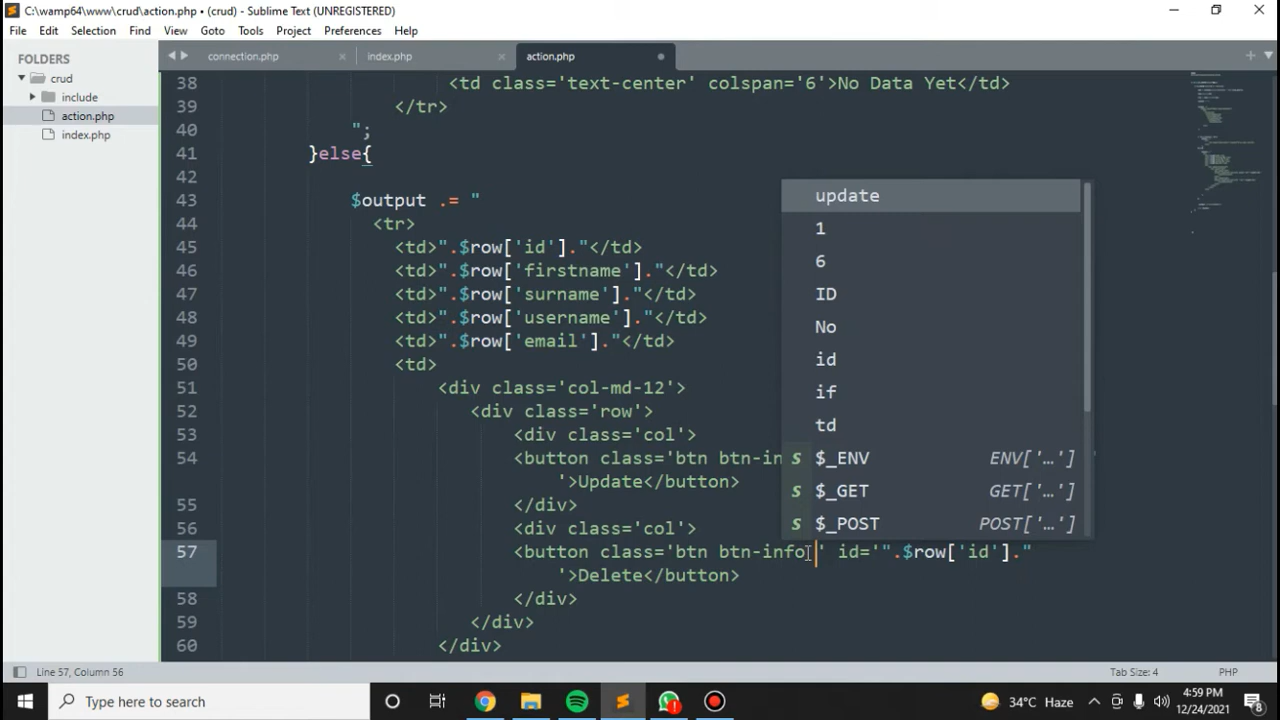 C:\wamp64\www\crud\action.php • (crud) - Sublime Text (UNREGISTERED)
File Edit Selection Find View Goto Tools Project Preferences Help
FOLDERS
crud
include
action.php
index.php
connection.php × index.php × action.php
38 <td class='text-center' colspan='6'>No Data Yet</td>
39 </tr>
40 ";
41 }else{
42
43 $output .= "
44 <tr>
45 <td>".$row['id']."</td>
46 <td>".$row['firstname']."</td>
47 <td>".$row['surname']."</td>
48 <td>".$row['username']."</td>
49 <td>".$row['email']."</td>
50 <td>
51 <div class='col-md-12'>
52 <div class='row'>
53 <div class='col'>
54 <button class='btn btn-in
'>Update</button>
55 </div>
56 <div class='col'>
57 <button class='btn btn-info ' id='".$row['id']."
'>Delete</button>
58 </div>
59 </div>
60 </div>
update
1
6
ID
No
id
if
td
s $_ENV ENV['…']
s $_GET GET['…']
s $_POST POST['…']
Line 57, Column 56
Tab Size: 4 PHP
Type here to search
34°C Haze
4:59 PM
12/24/2021
8